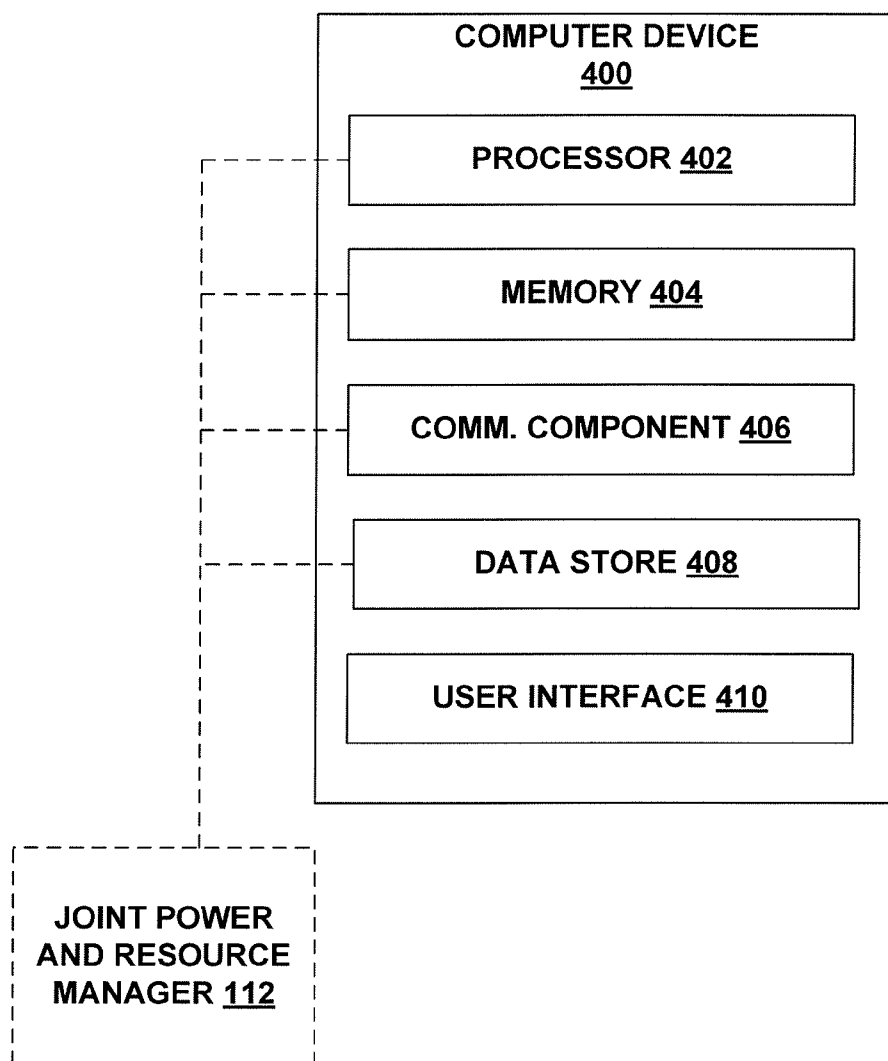 COMPUTER DEVICE
400
PROCESSOR 402
MEMORY 404
COMM. COMPONENT 406
DATA STORE 408
USER INTERFACE 410
JOINT POWER
AND RESOURCE
MANAGER 112